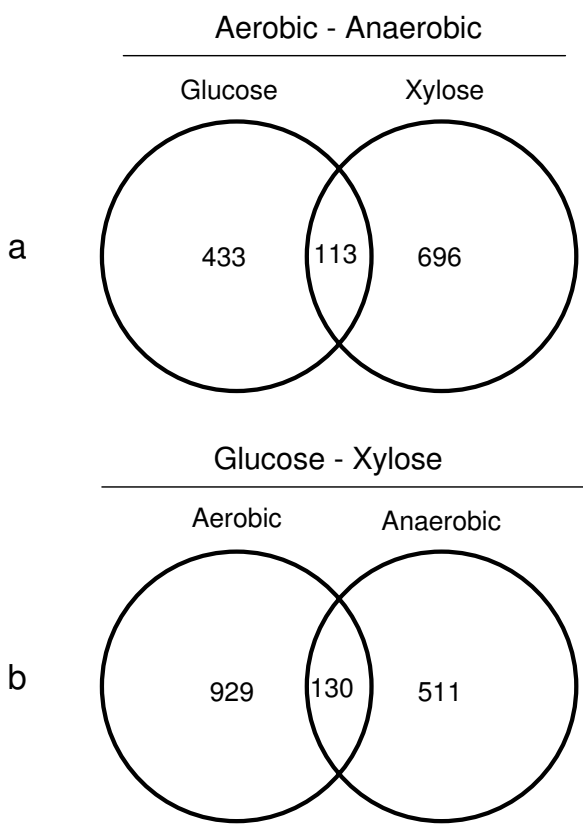 Aerobic - Anaerobic
Glucose Xylose
a
433 113 696
Glucose - Xylose
Aerobic Anaerobic
b
929 130 511